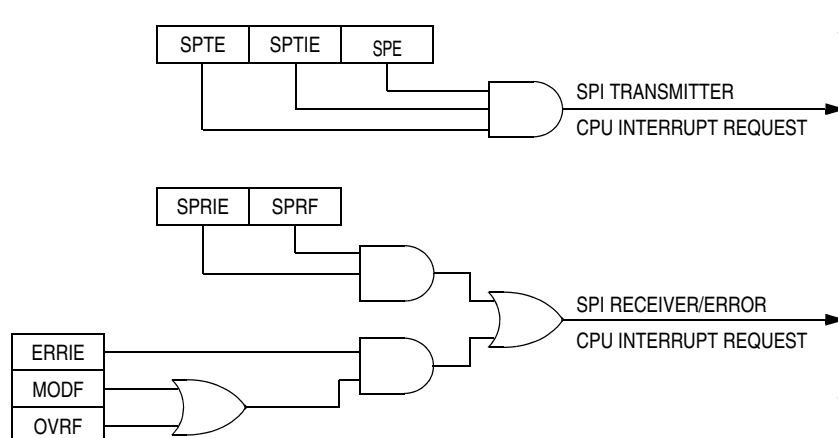 SPTE SPTIE SPE
SPI TRANSMITTER
CPU INTERRUPT REQUEST
SPRIE SPRF
SPI RECEIVER/ERROR
CPU INTERRUPT REQUEST
ERRIE
MODF
OVRF